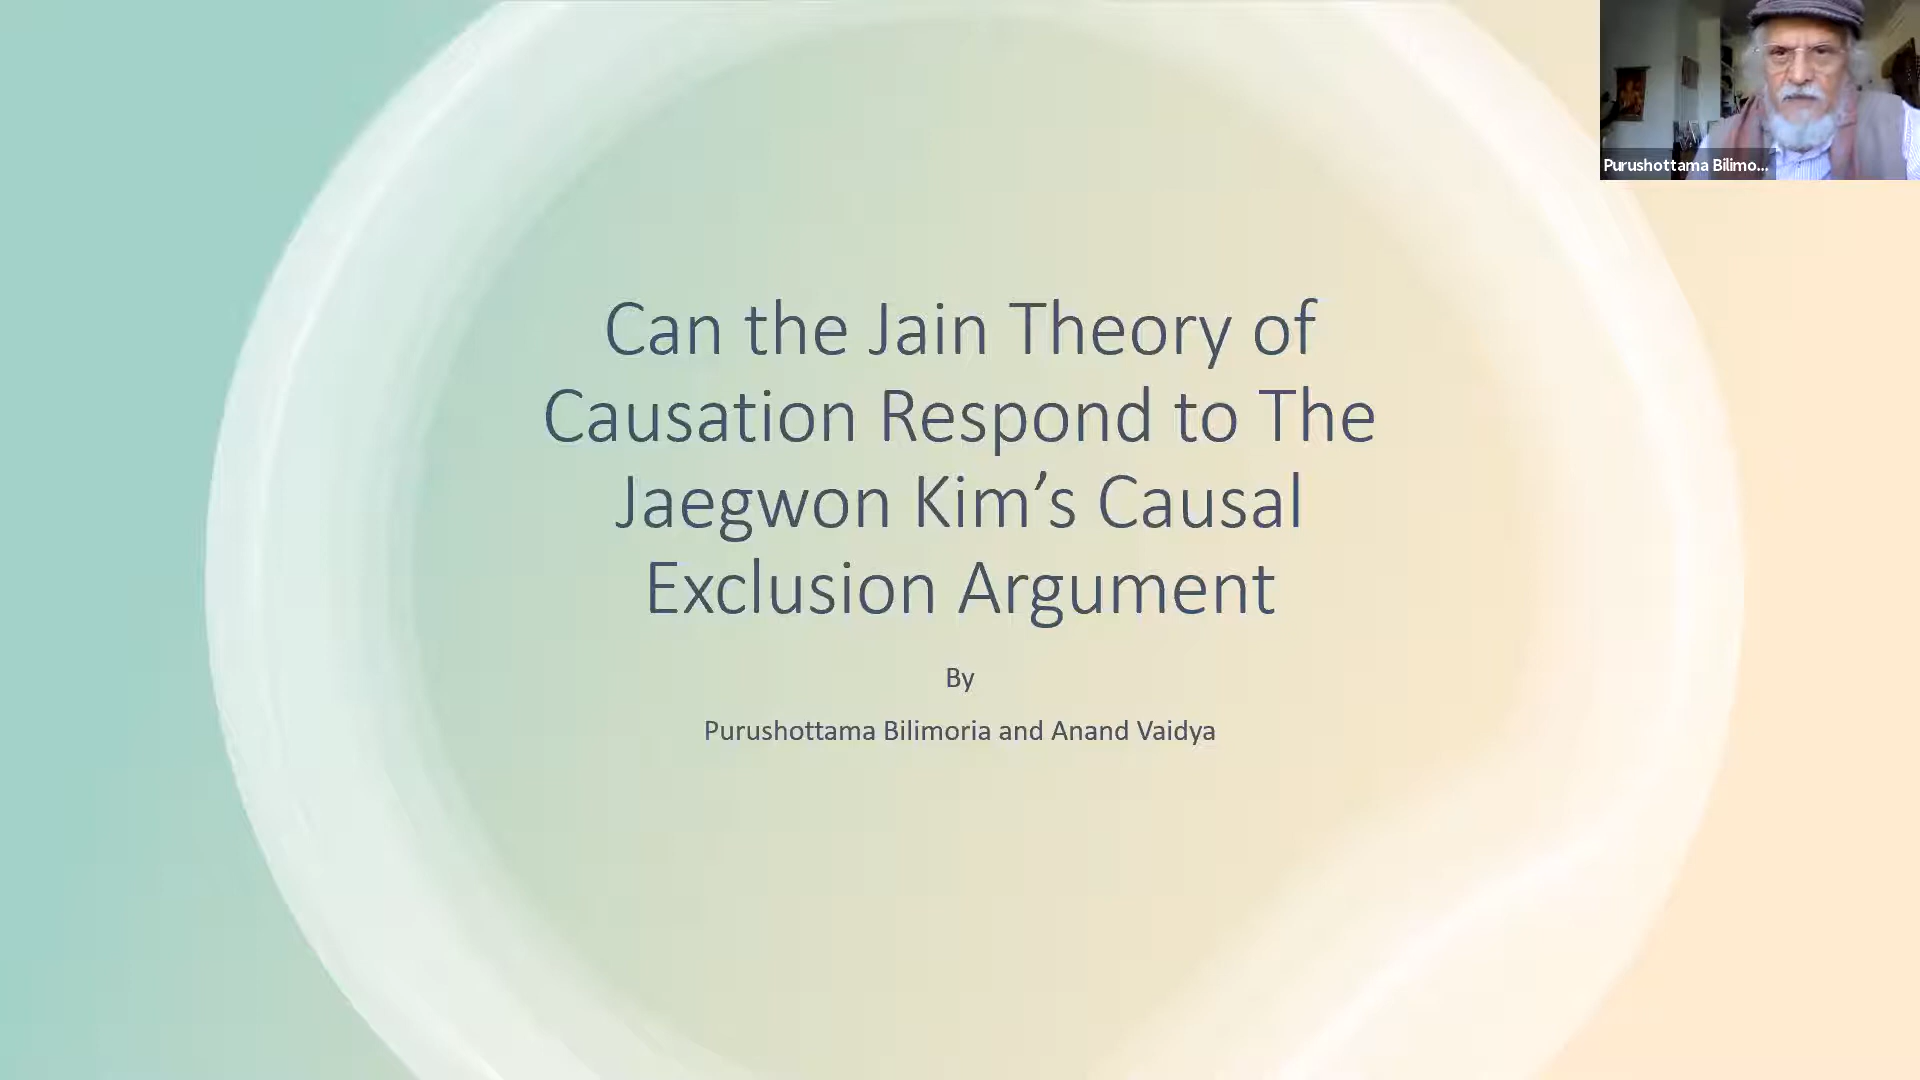 Can the Jain Theory of
Causation Respond to The
Jaegwon Kim’s Causal
Exclusion Argument
By
Purushottama Bilimoria and Anand Vaidya
Purushottama Bilimo...